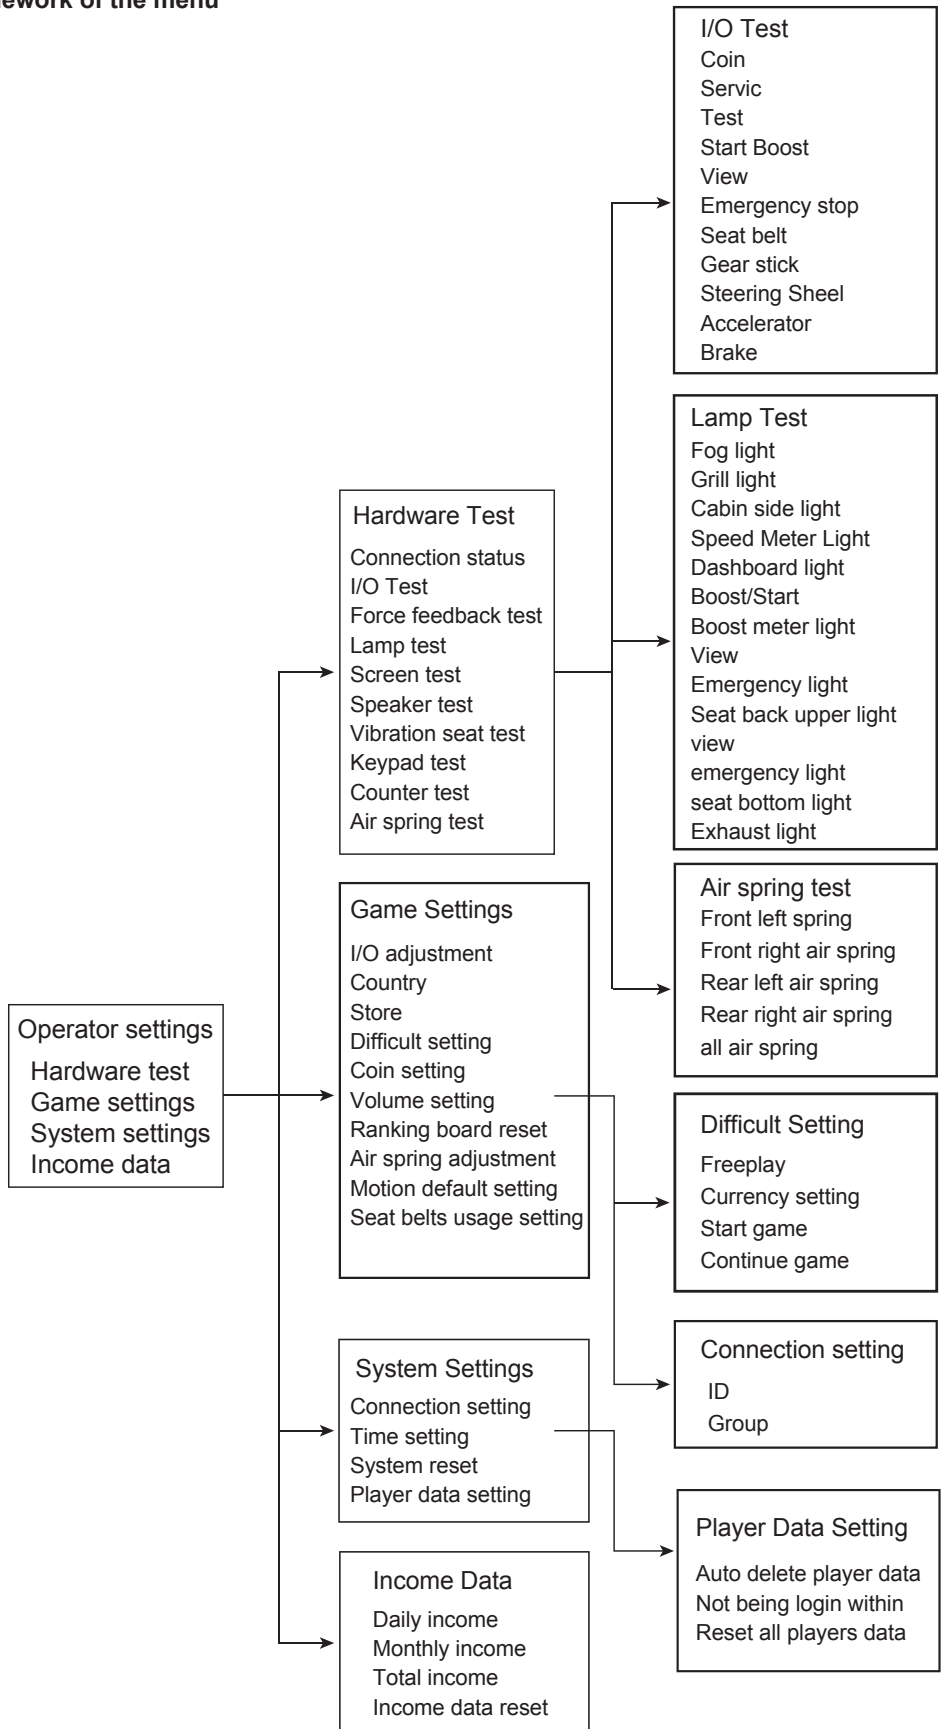 ework of the menu
I/O Test
Coin
Servic
Test
Start Boost
View
Emergency stop
Seat belt
Gear stick
Steering Sheel
Accelerator
Brake
Lamp Test
Fog light
Grill light
Cabin side light
Speed Meter Light
Dashboard light
Boost/Start
Boost meter light
View
Emergency light
Seat back upper light
view
emergency light
seat bottom light
Exhaust light
Hardware Test
Connection status
I/O Test
Force feedback test
Lamp test
Screen test
Speaker test
Vibration seat test
Keypad test
Counter test
Air spring test
Air spring test
Front left spring
Front right air spring
Rear left air spring
Rear right air spring
all air spring
Game Settings
I/O adjustment
Country
Store
Difficult setting
Coin setting
Volume setting
Ranking board reset
Air spring adjustment
Motion default setting
Seat belts usage setting
Operator settings
Hardware test
Game settings
System settings
Income data
Difficult Setting
Freeplay
Currency setting
Start game
Continue game
Connection setting
ID
Group
System Settings
Connection setting
Time setting
System reset
Player data setting
Player Data Setting
Auto delete player data
Not being login within
Reset all players data
Income Data
Daily income
Monthly income
Total income
Income data reset